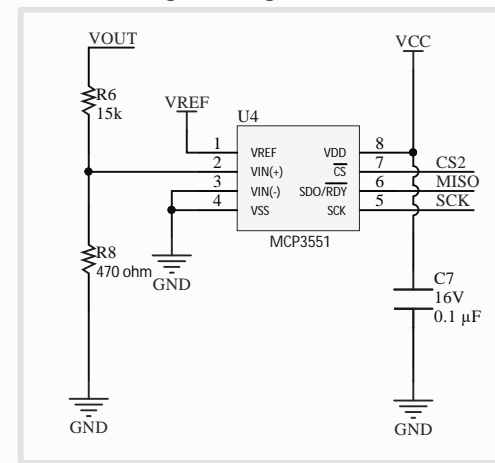 VOUT
VCC
R6
15k
VREF
U4
1 VREF VDD 8
2 VIN(+) CS 7 CS2
3 VIN(-) SDO/RDY 6 MISO
4 VSS SCK 5 SCK
MCP3551
R8
470 ohm
GND
C7
16V
0.1 µF
GND
GND